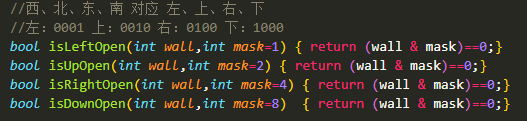 //西、北、东、南 对应 左、上、右、下
//左：0001 上：0010 右：0100 下：1000
bool isLeftOpen(int wall,int mask=1) { return (wall & mask)==0;}
bool isUpOpen(int wall,int mask=2) { return (wall & mask)==0;}
bool isRightOpen(int wall,int mask=4) { return (wall & mask)==0;}
bool isDownOpen(int wall,int mask=8)  { return (wall & mask)==0;}